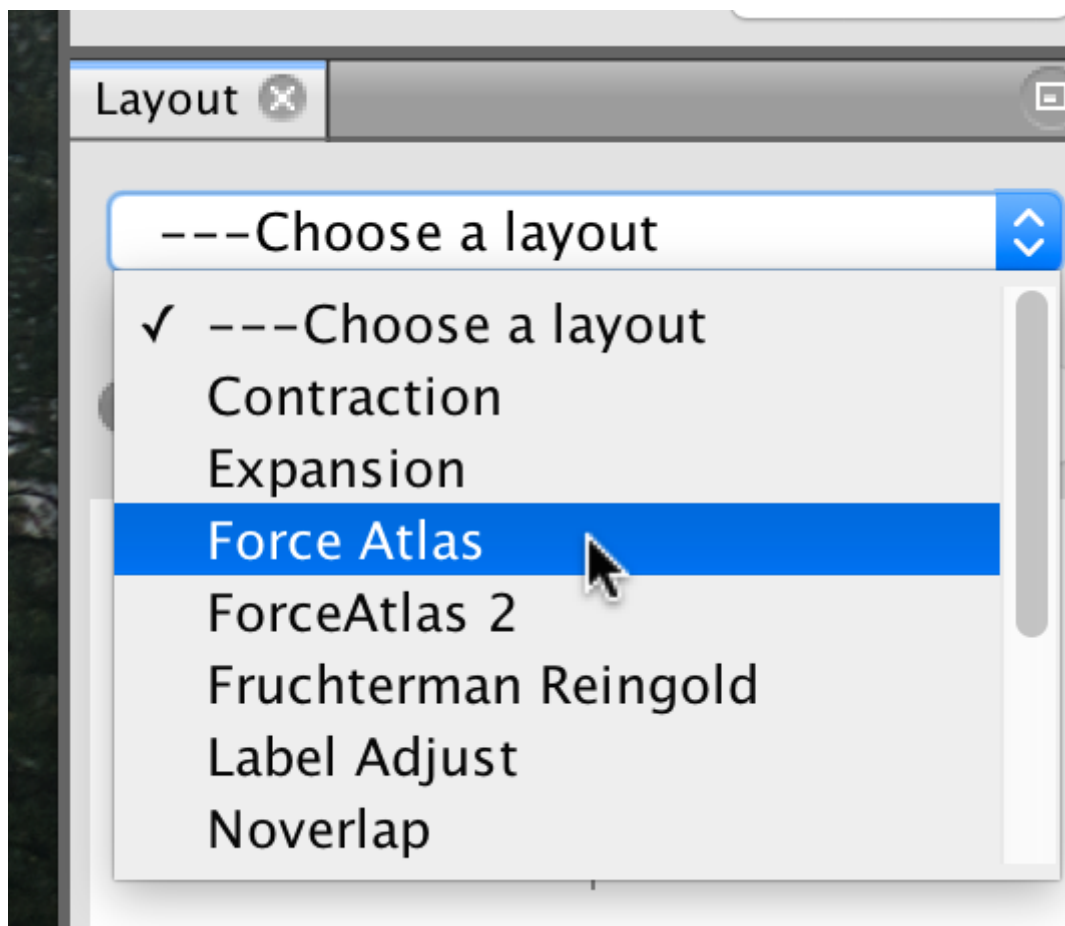 Layout
---Choose a layout
✓ ---Choose a layout
Contraction
Expansion
Force Atlas
ForceAtlas 2
Fruchterman Reingold
Label Adjust
Noverlap